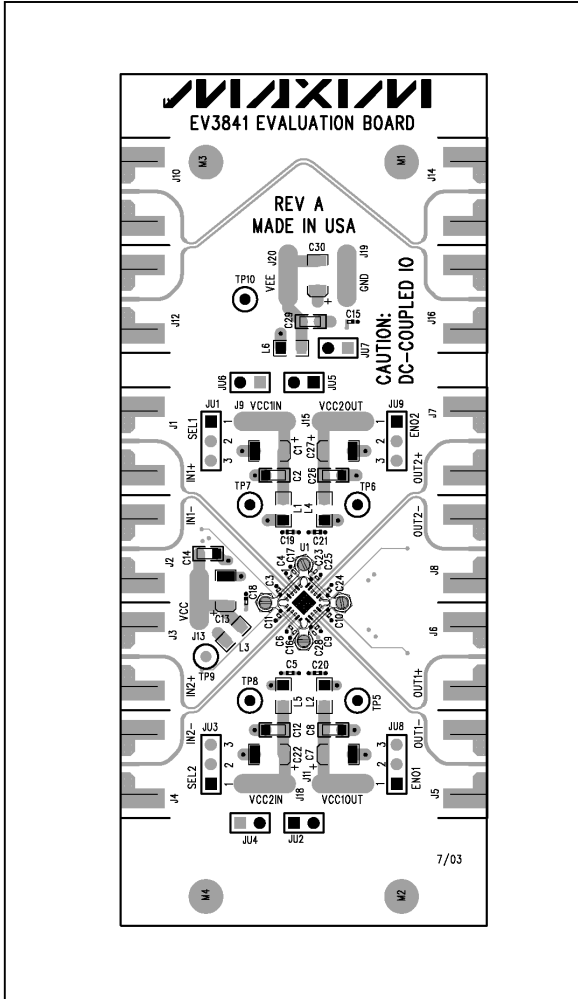 MAXIM
EV3841 EVALUATION BOARD
J10
M3
M1
J14
REV A
MADE IN USA
J20
VEE
C30
J19
GND
TP10
+
C29
C15
J12
J16
CAUTION:
DC-COUPLED IO
L6
JU7
JU6
JU5
J1
SEL1
JU1
1
2
3
J9
VCC1IN
J15
VCC2OUT
JU9
1
2
3
ENO2
J7
C1
+
C27
+
C2
C26
IN1+
OUT2+
TP7
TP6
L1
L4
IN1-
OUT2-
C19
C21
U1
J2
C14
C17
C4
C3
C23
C25
C24
J8
VCC
C18
C13
C11
C10
J3
J13
L3
C6
C16
C28
C9
J6
TP9
C5
C20
TP8
TP5
IN2+
OUT1+
L5
L2
IN2-
OUT1-
JU3
3
2
1
SEL2
C12
C8
C22
+
C7
+
J11
JU8
3
2
1
ENO1
J4
VCC2IN
J18
VCC1OUT
J5
JU4
JU2
7/03
M4
M2